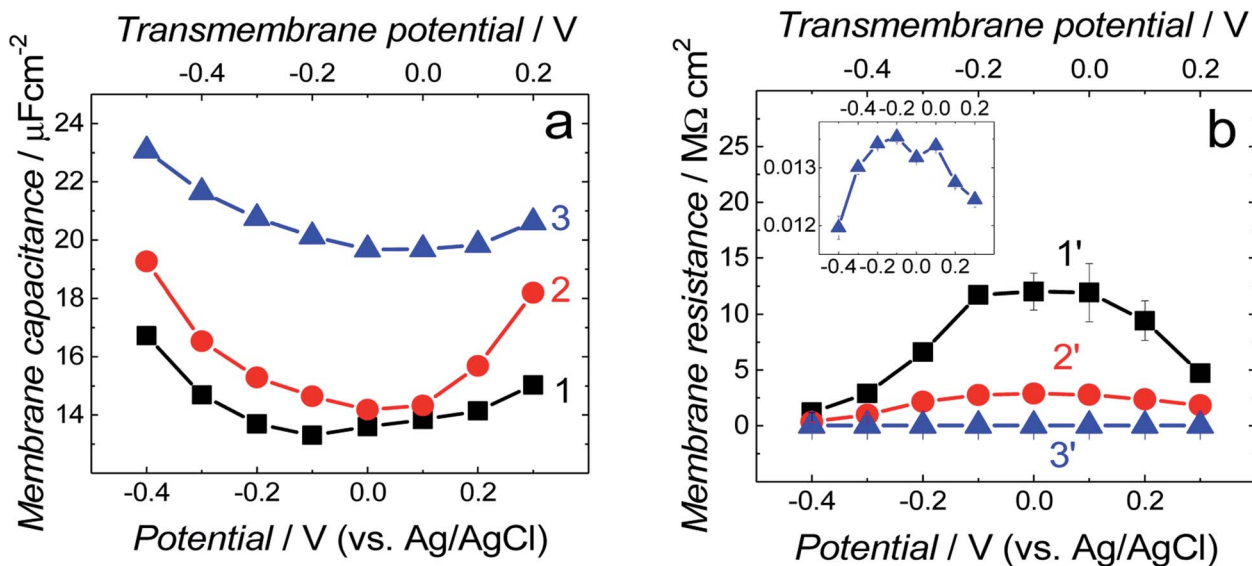 Transmembrane potential / V
-0.4 -0.2 0.0 0.2
a
Membrane capacitance / μFcm-2
24
22
20
18
16
14
3
2
1
-0.4 -0.2 0.0 0.2
Potential / V (vs. Ag/AgCl)
Transmembrane potential / V
-0.4 -0.2 0.0 0.2
b
Membrane resistance / MΩ cm2
25
20
15
10
5
0
-0.4 -0.2 0.0 0.2
0.013
0.012
-0.4 -0.2 0.0 0.2
1'
2'
3'
-0.4 -0.2 0.0 0.2
Potential / V (vs. Ag/AgCl)